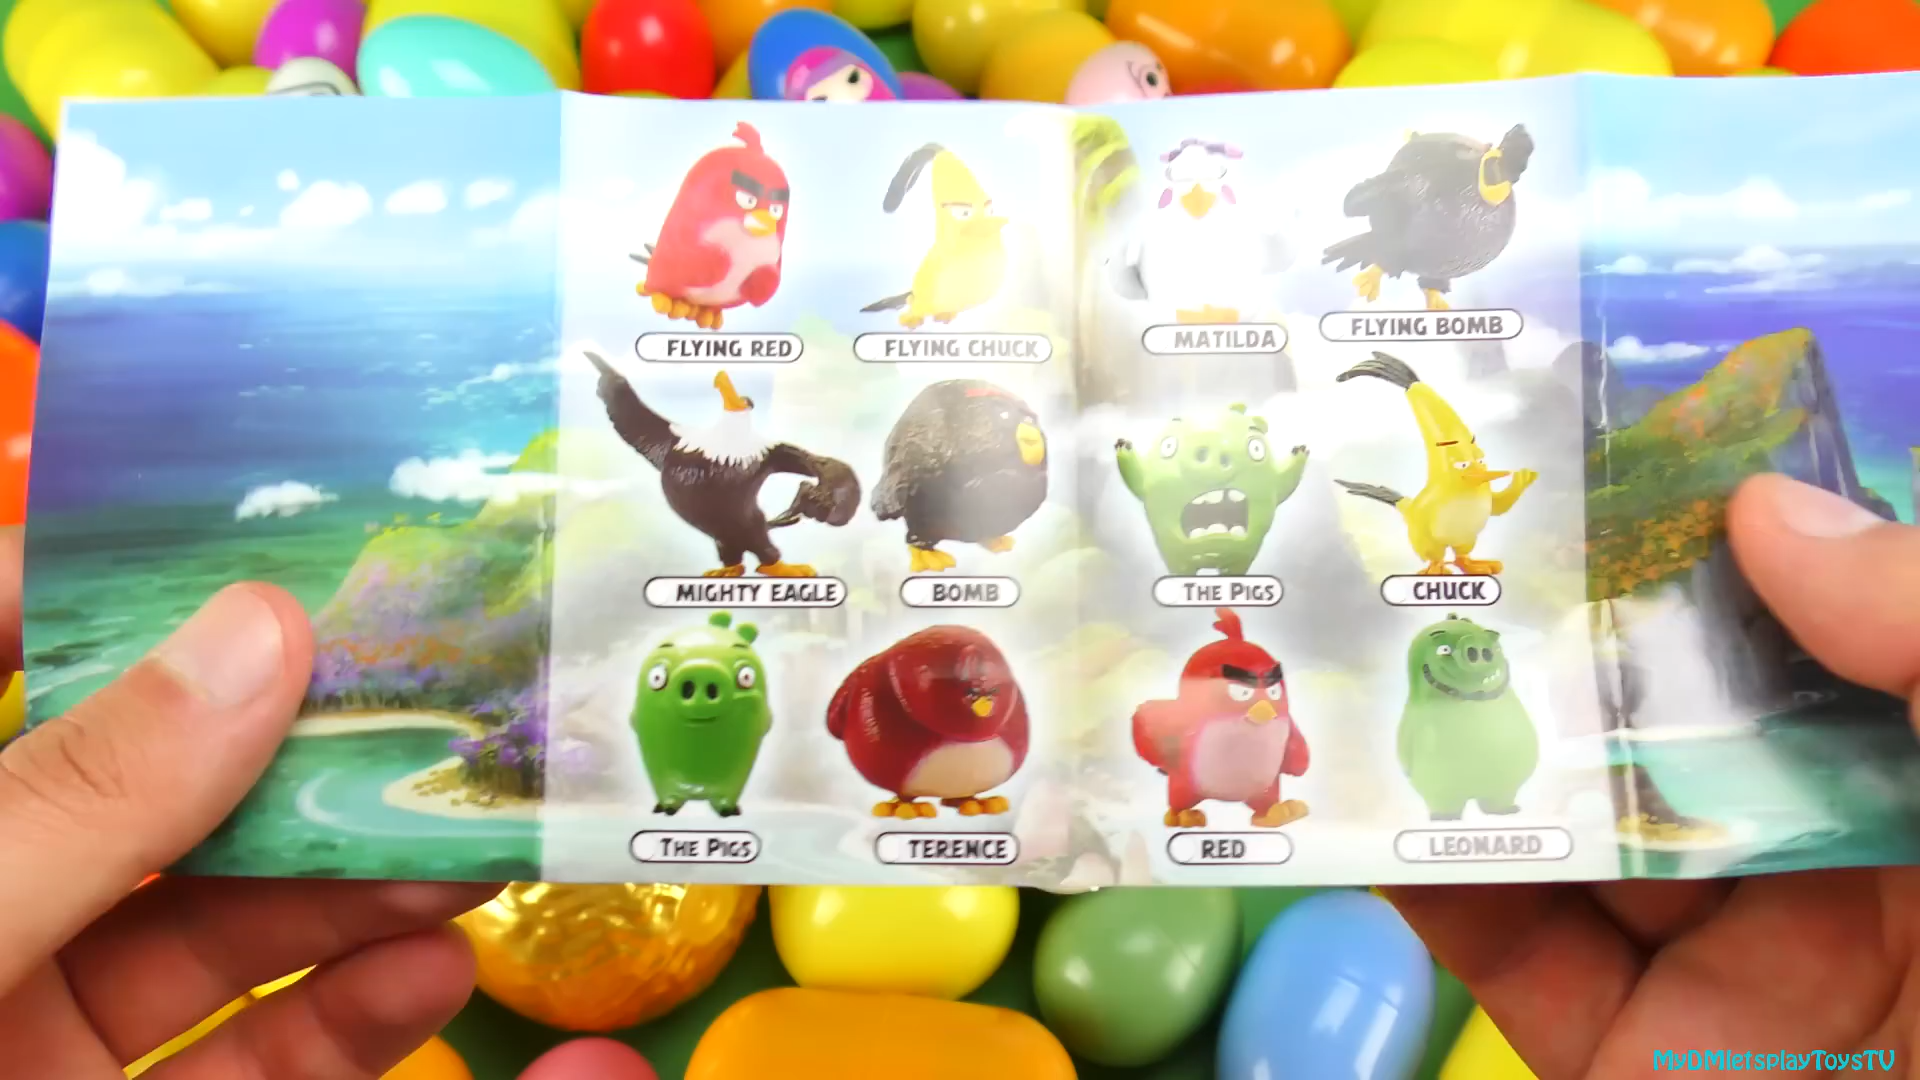 FLYING RED
FLYING CHUCK
MATILDA
FLYING BOMB
MIGHTY EAGLE
BOMB
THE PIGS
CHUCK
THE PIGS
TERENCE
RED
LEONARD
MyDMletsplayToysTV